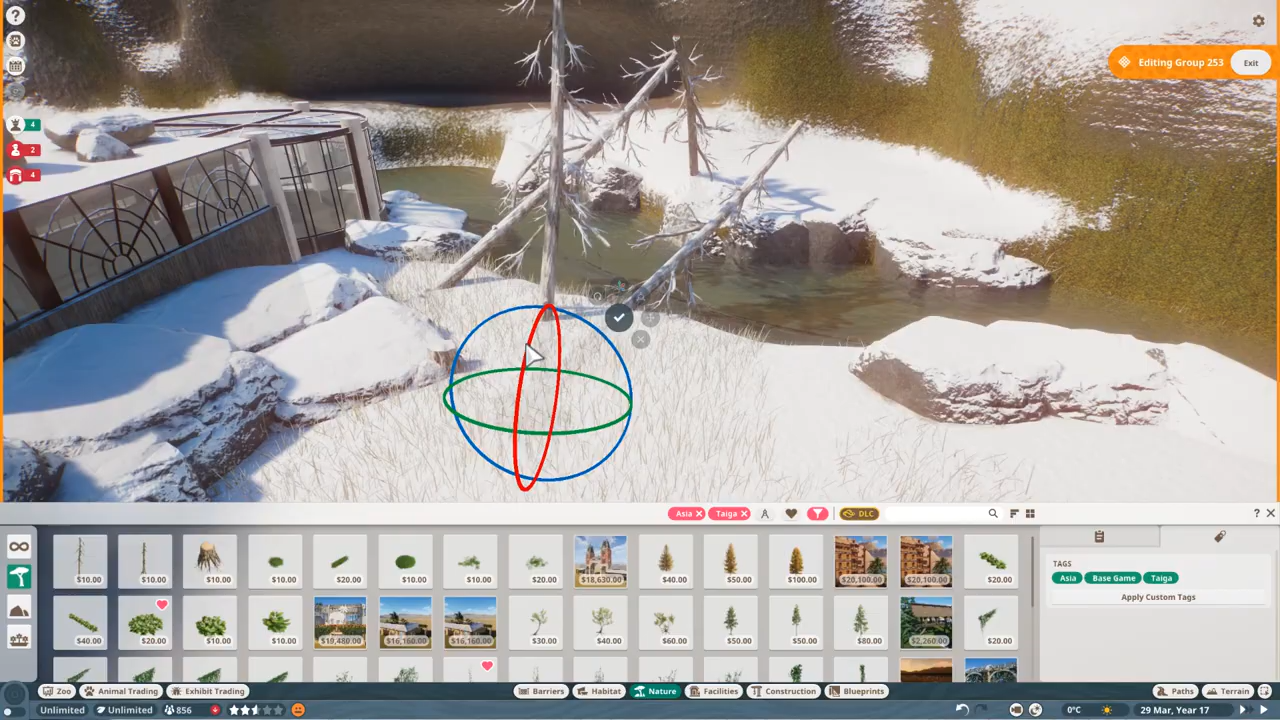 ?
Editing Group 253
Exit
4
2
4
Asia ×
Taiga ×
DLC
? ×
$10.00
$10.00
$10.00
$10.00
$20.00
$10.00
$10.00
$20.00
$18,630.00
$40.00
$50.00
$100.00
$20,100.00
$20,100.00
$20.00
TAGS
Asia
Base Game
Taiga
Apply Custom Tags
$40.00
$20.00
$10.00
$10.00
$16,160.00
$16,160.00
$30.00
$40.00
$60.00
$50.00
$50.00
$80.00
$2,260.00
$20.00
Zoo
Animal Trading
Exhibit Trading
Barriers
Habitat
Nature
Facilities
Construction
Blueprints
Paths
Terrain
Unlimited
Unlimited
856
0°C
29 Mar, Year 17